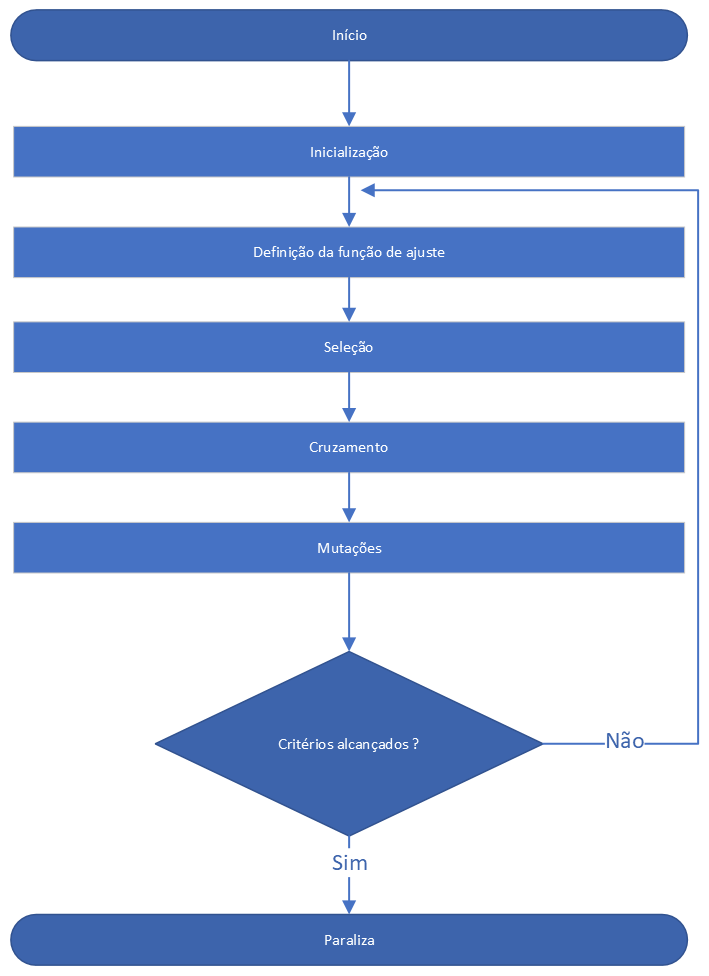 Início
Inicialização
Definição da função de ajuste
Seleção
Cruzamento
Mutações
Critérios alcançados ?
Não
Sim
Paraliza